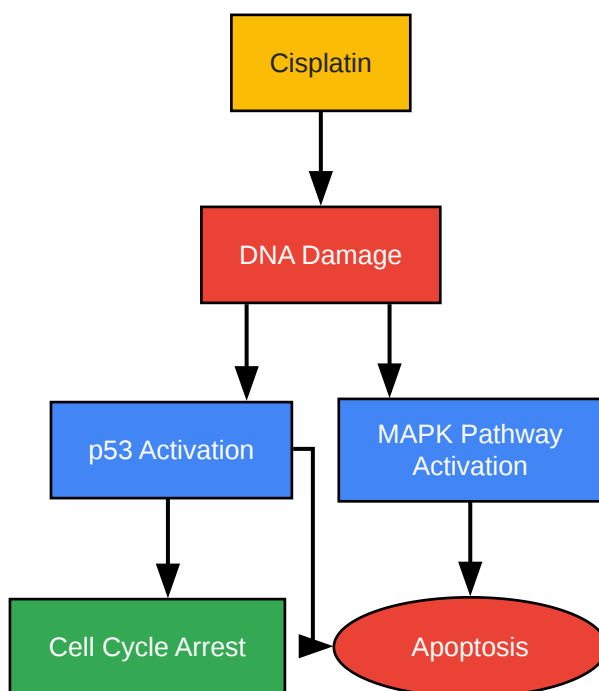 Cisplatin
DNA Damage
p53 Activation
MAPK Pathway
Activation
Cell Cycle Arrest
Apoptosis